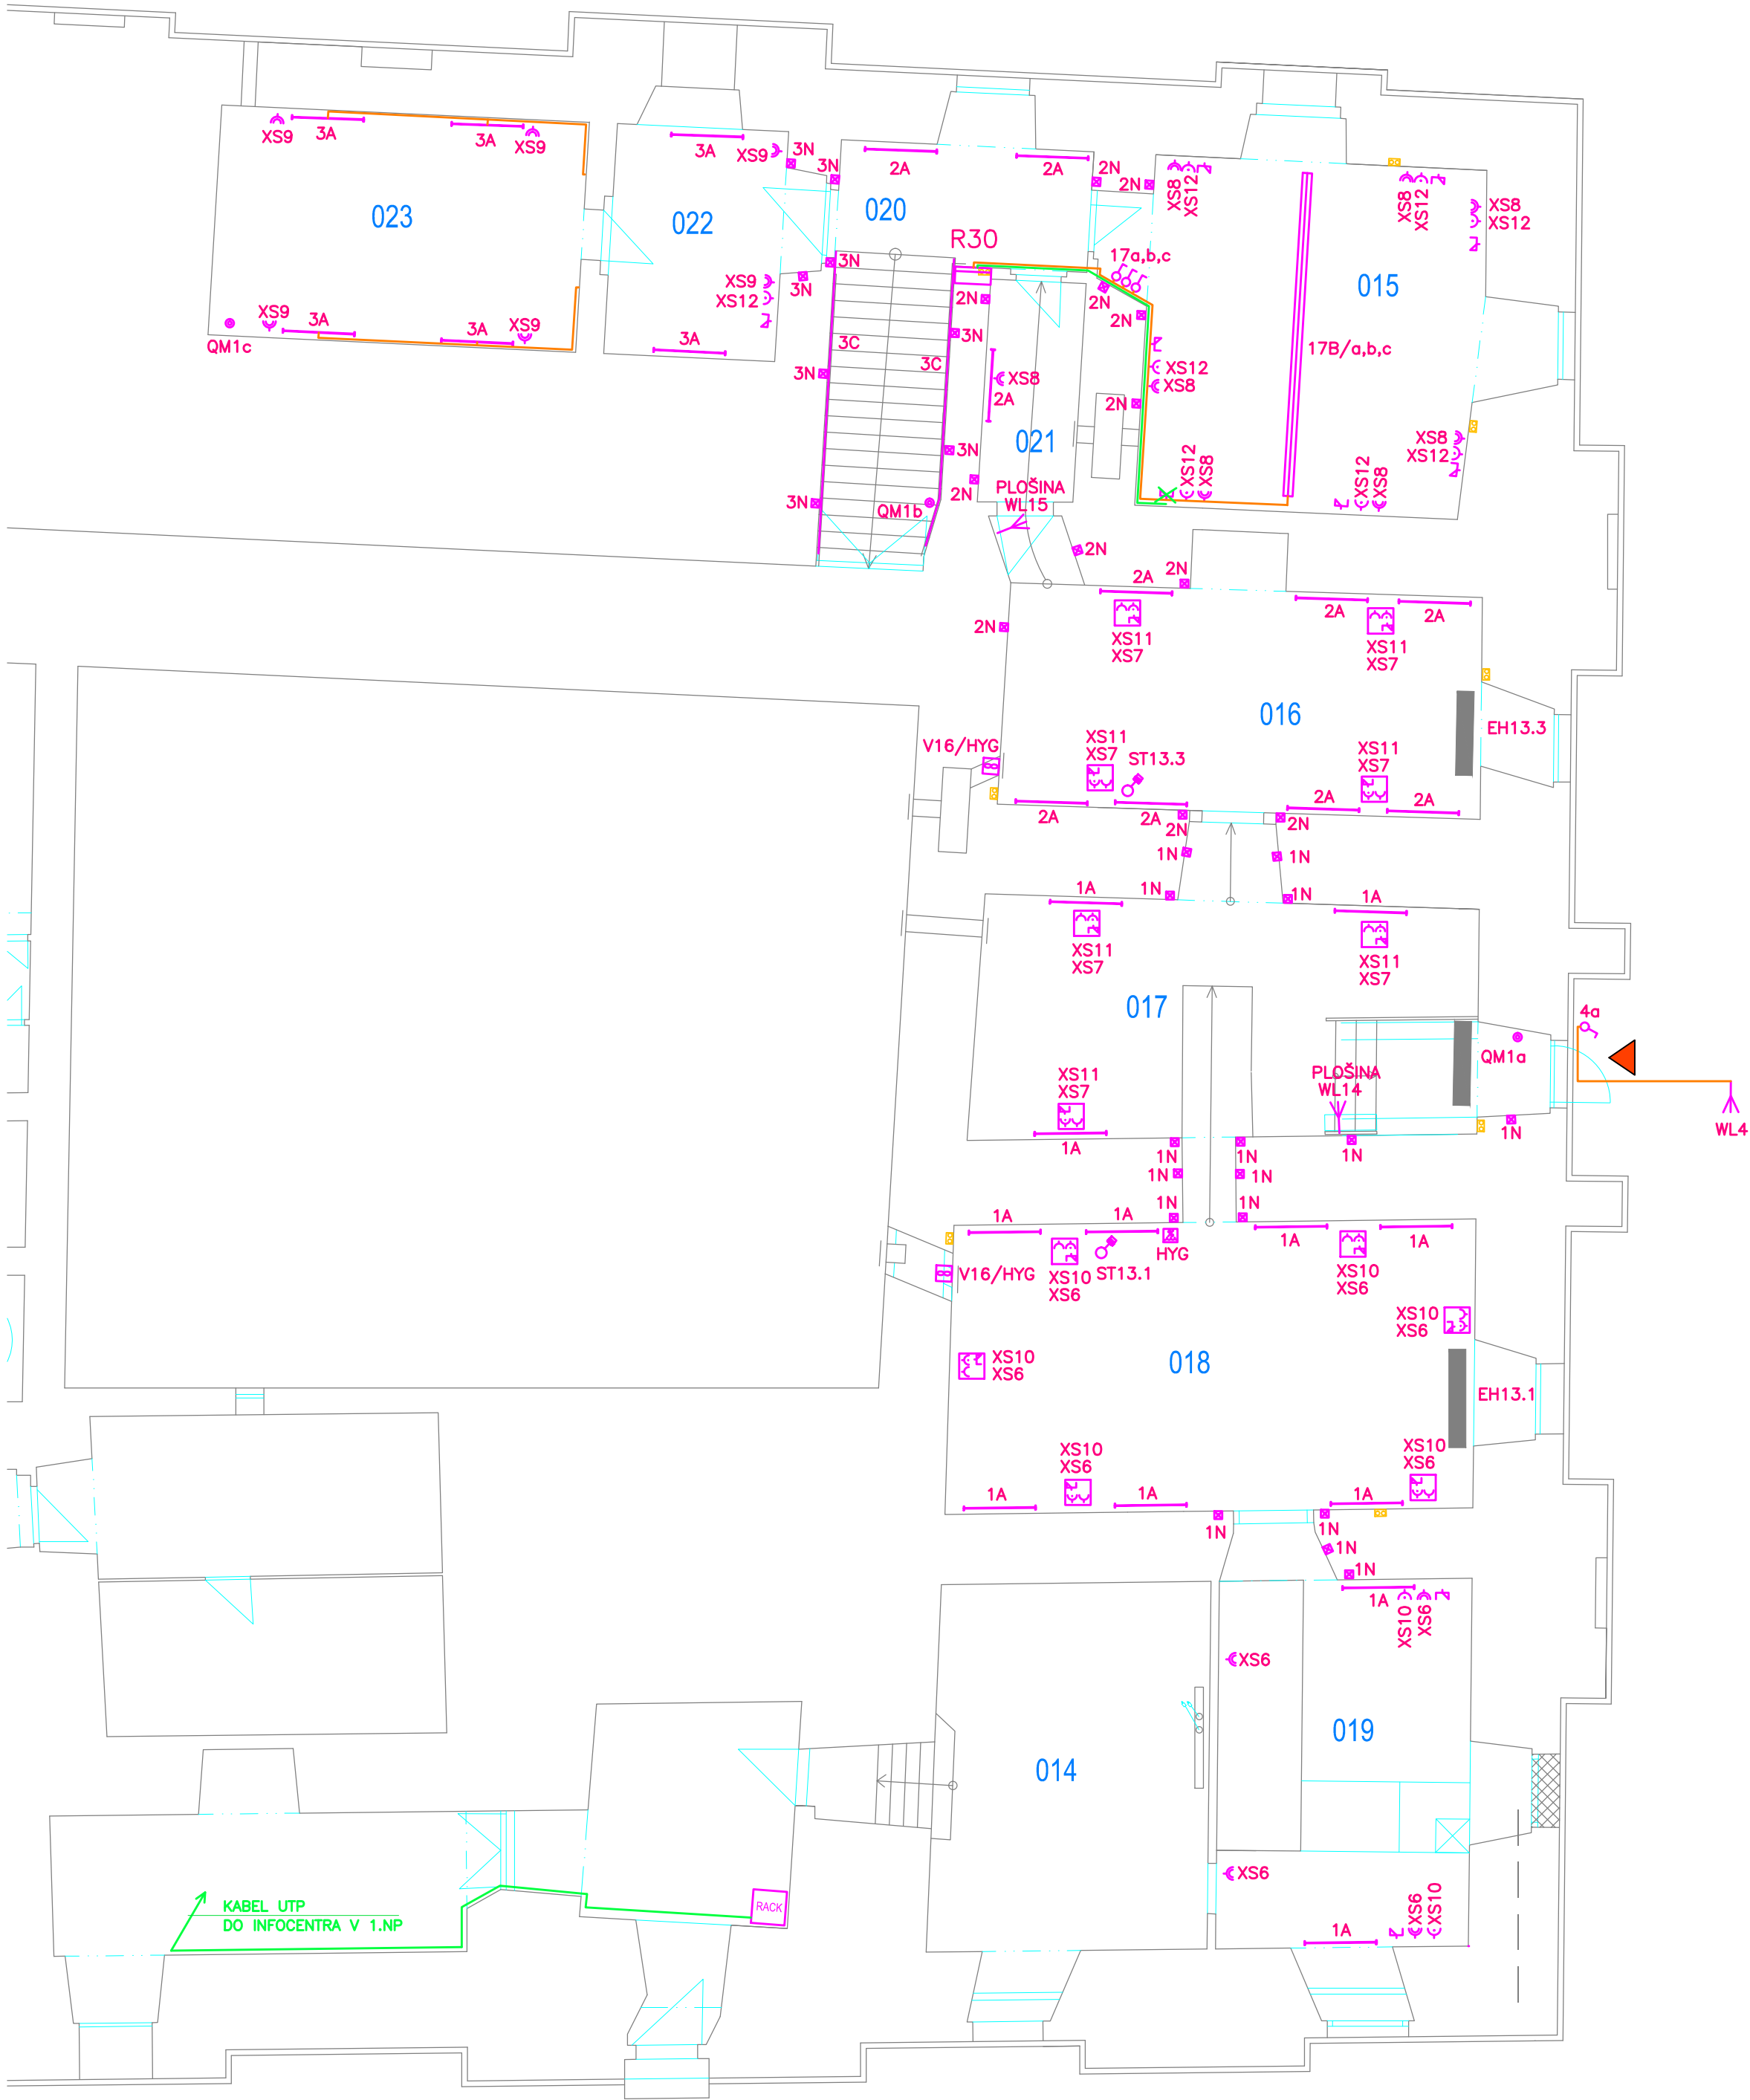 XS9
3A
3A
XS9
3A
XS9
3N
3N
2A
2A
2N
2N
XS8
XS12
XS8
XS12
XS8
XS12
023
022
020
R30
17a,b,c
015
3N
3N
XS9
XS12
2N
2N
2N
QM1c
XS9
3A
3A
XS9
3A
3C
3C
3N
3N
17B/a,b,c
XS12
XS8
XS8
2A
2N
021
XS8
XS12
3N
2N
PLOŠINA
WL15
XS12
XS8
XS12
XS8
3N
QM1b
2N
2N
2A
2A
2A
XS11
XS7
XS11
XS7
2N
016
EH13.3
V16/HYG
XS11
XS7
ST13.3
XS11
XS7
2A
2A
2A
2A
2N
2N
1N
1N
1N
1N
1A
1A
XS11
XS7
XS11
XS7
017
4a
QM1a
PLOŠINA
WL14
XS11
XS7
1A
WL4
1N
1N
1N
1N
1N
1N
1N
1N
1A
1A
1A
1A
HYG
ST13.1
V16/HYG
XS10
XS6
XS10
XS6
XS10
XS6
XS10
XS6
018
EH13.1
XS10
XS6
XS10
XS6
1A
1A
1A
1N
1N
1N
1N
1A
XS10
XS6
XS6
019
014
XS6
XS6
XS10
1A
RACK
KABEL UTP
DO INFOCENTRA V 1.NP